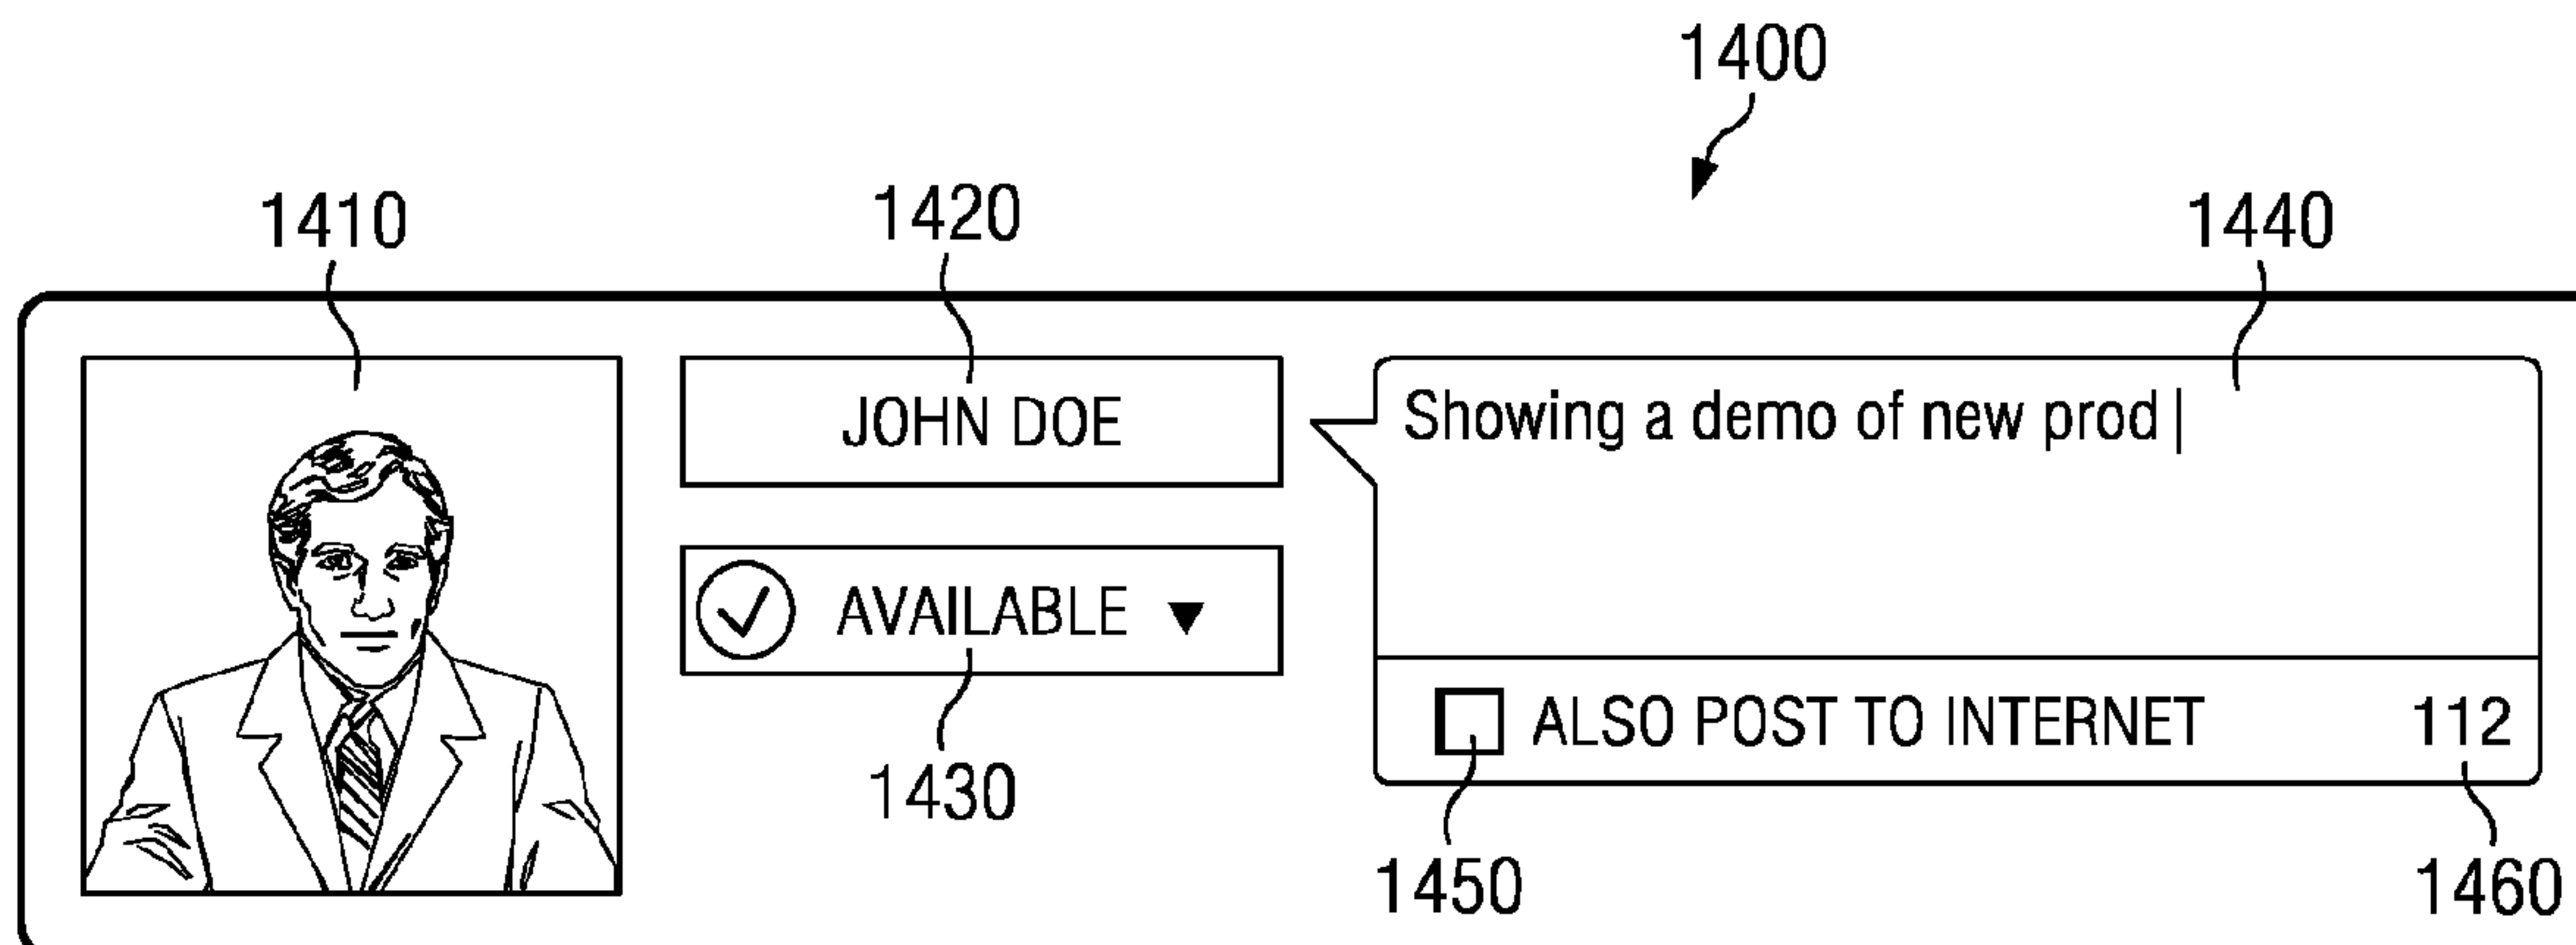 1400
1410
1420
1440
JOHN DOE
Showing a demo of new prod
AVAILABLE
1430
ALSO POST TO INTERNET 112
1450
1460